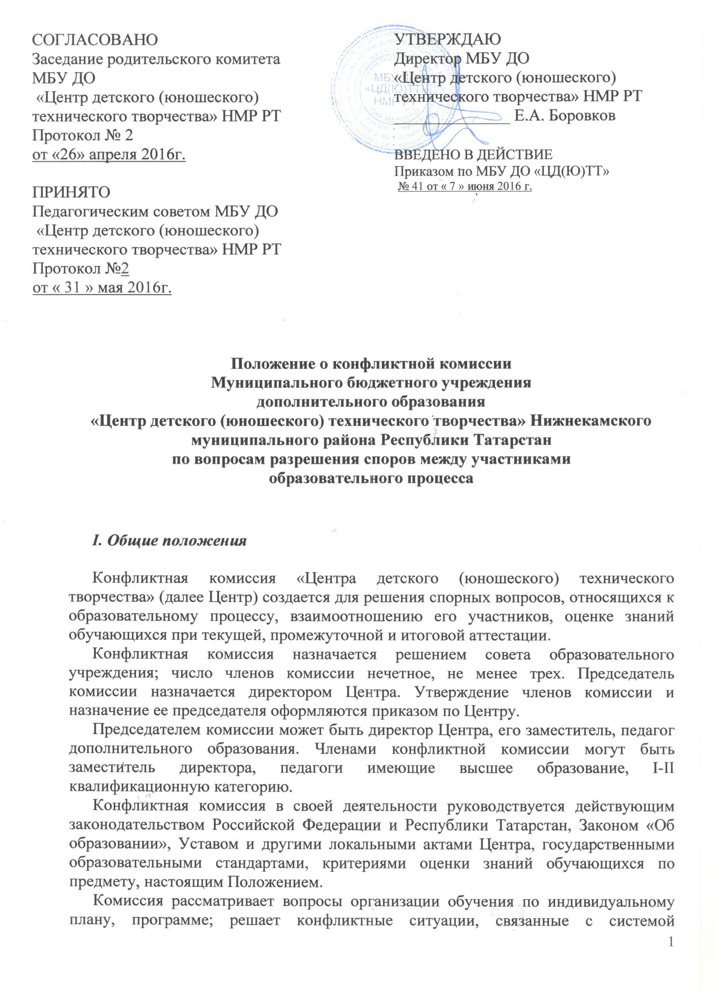 СОГЛАСОВАНО
Заседание родительского комитета
МБУ ДО
«Центр детского (юношеского)
технического творчества» НМР РТ
Протокол № 2
от «26» апреля 2016г.
ПРИНЯТО
Педагогическим советом МБУ ДО
«Центр детского (юношеского)
технического творчества» НМР РТ
Протокол №2
от « 31 » мая 2016г.
УТВЕРЖДАЮ
Директор МБУ ДО
«Центр детского (юношеского)
технического творчества» НМР РТ
Е.А. Боровков
ВВЕДЕНО В ДЕЙСТВИЕ
Приказом по МБУ ДО «ЦД(Ю)ТТ»
№ 41 от « 7 » июня 2016 г.
МБУ ДО
«ЦД(Ю)ТТ»
НМР РТ
Положение о конфликтной комиссии
Муниципального бюджетного учреждения
дополнительного образования
«Центр детского (юношеского) технического творчества» Нижнекамского
муниципального района Республики Татарстан
по вопросам разрешения споров между участниками
образовательного процесса
I. Общие положения
Конфликтная комиссия «Центра детского (юношеского) технического
творчества» (далее Центр) создается для решения спорных вопросов, относящихся к
образовательному процессу, взаимоотношению его участников, оценке знаний
обучающихся при текущей, промежуточной и итоговой аттестации.
Конфликтная комиссия назначается решением совета образовательного
учреждения; число членов комиссии нечетное, не менее трех. Председатель
комиссии назначается директором Центра. Утверждение членов комиссии и
назначение ее председателя оформляются приказом по Центру.
Председателем комиссии может быть директор Центра, его заместитель, педагог
дополнительного образования. Членами конфликтной комиссии могут быть
заместитель директора, педагоги имеющие высшее образование, I-II
квалификационную категорию.
Конфликтная комиссия в своей деятельности руководствуется действующим
законодательством Российской Федерации и Республики Татарстан, Законом «Об
образовании», Уставом и другими локальными актами Центра, государственными
образовательными стандартами, критериями оценки знаний обучающихся по
предмету, настоящим Положением.
Комиссия рассматривает вопросы организации обучения по индивидуальному
плану, программе; решает конфликтные ситуации, связанные с системой
1